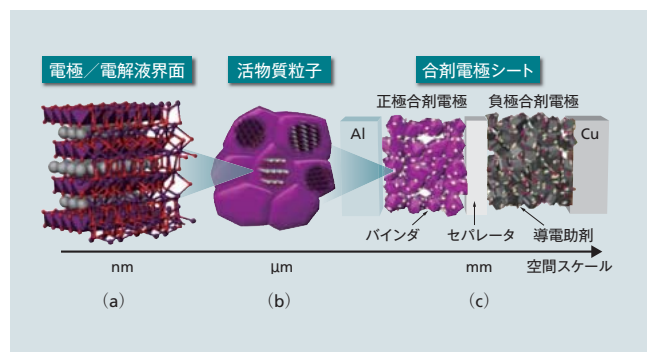 電極／電解液界面
活物質粒子
合剤電極シート
正極合剤電極
負極合剤電極
Al
Cu
バインダ
セパレータ
導電助剤
nm
μm
mm
空間スケール
（a）
（b）
（c）